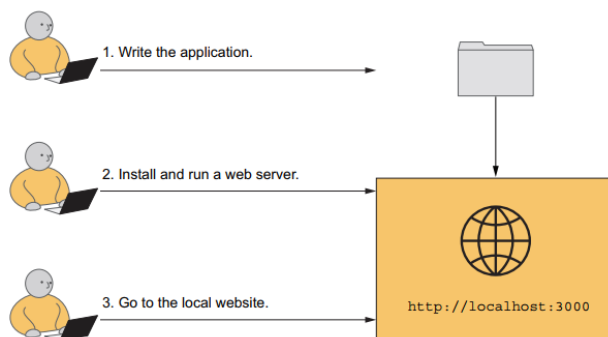 1. Write the application.
2. Install and run a web server.
3. Go to the local website.
http://localhost:3000